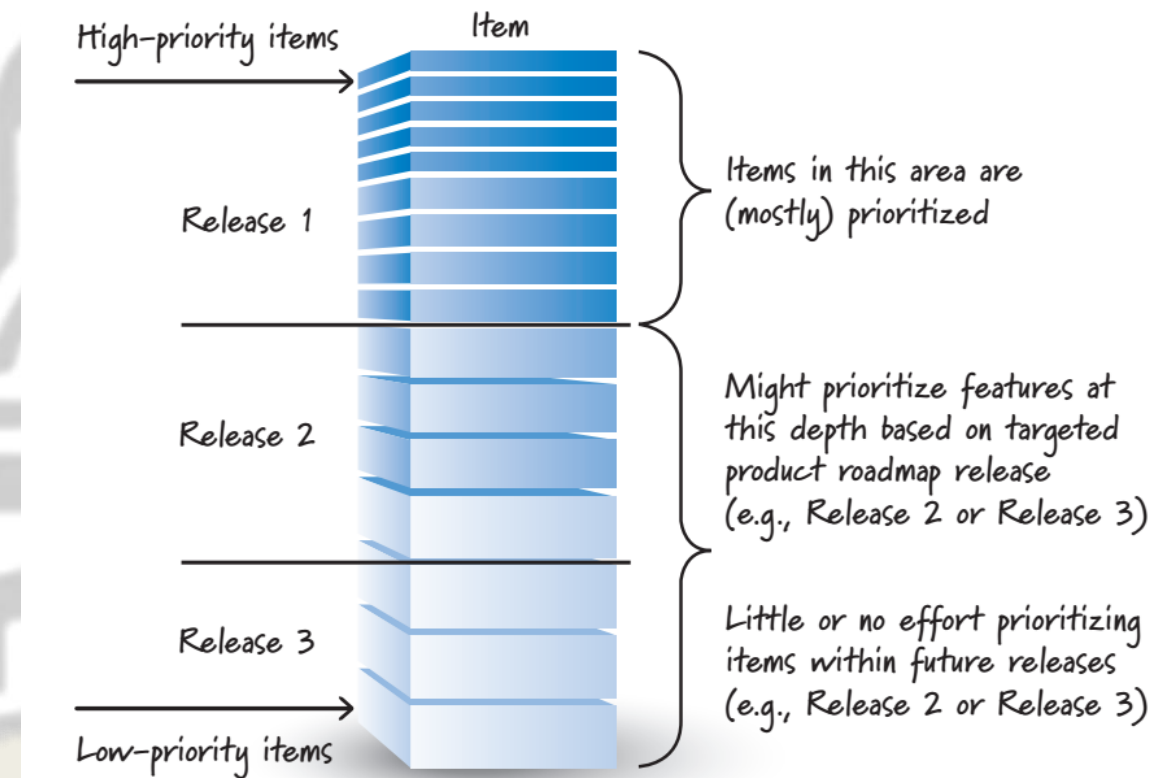 Item
High-priority items
Release 1
Items in this area are
(mostly) prioritized
Release 2
Might prioritize features at
this depth based on targeted
product roadmap release
(e.g., Release 2 or Release 3)
Release 3
Little or no effort prioritizing
items within future releases
(e.g., Release 2 or Release 3)
Low-priority items